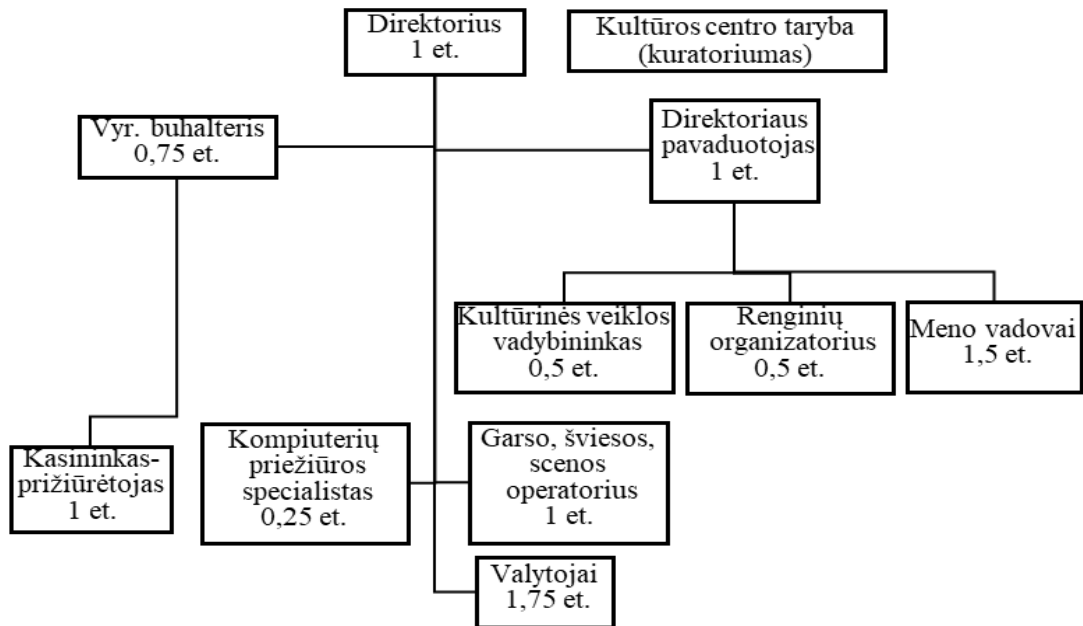 Direktorius
1 et.
Kultūros centro taryba
(kuratoriumas)
Vyr. buhalteris
0,75 et.
Direktoriaus
pavaduotojas
1 et.
Kultūrinės veiklos
vadybininkas
0,5 et.
Renginių
organizatorius
0,5 et.
Meno vadovai
1,5 et.
Kasininkas-
prižiūrėtojas
1 et.
Kompiuterių
priežiūros
specialistas
0,25 et.
Garso, šviesos,
scenos
operatorius
1 et.
Valytojai
1,75 et.